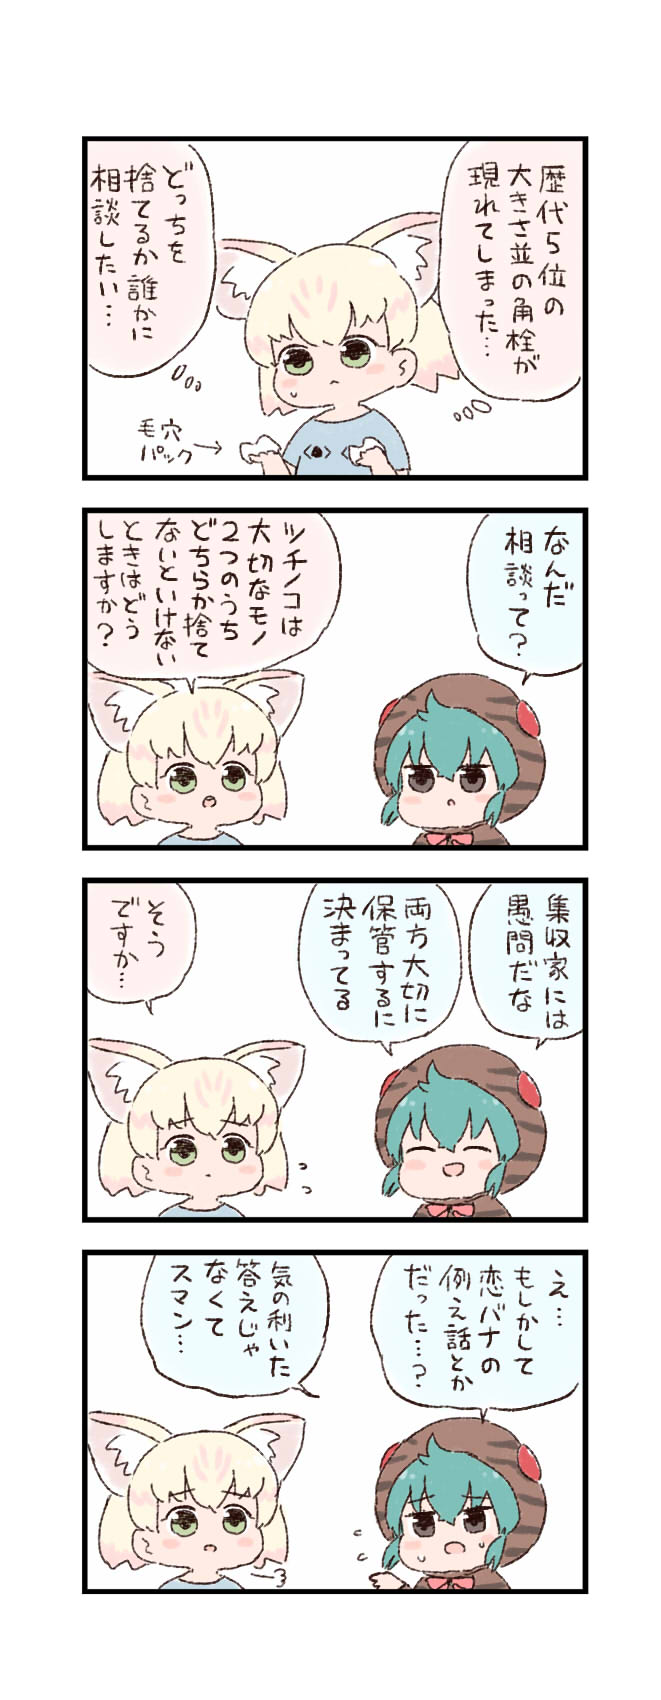 歴代５位の
大きさ並の角栓が
現れてしまった…
どっちを
捨てるか誰かに
相談したい…
毛穴
パック
なんだ
相談って？
ツチノコは
大切なモノ
２つのうち
どちらか捨て
ないといけない
ときはどう
しますか？
集収家には
愚問だな
両方大切に
保管するに
決まってる
そう
ですか…
え…
もしかして
恋バナの
例え話とか
だった…？
気の利いた
答えじゃ
なくて
スマン…